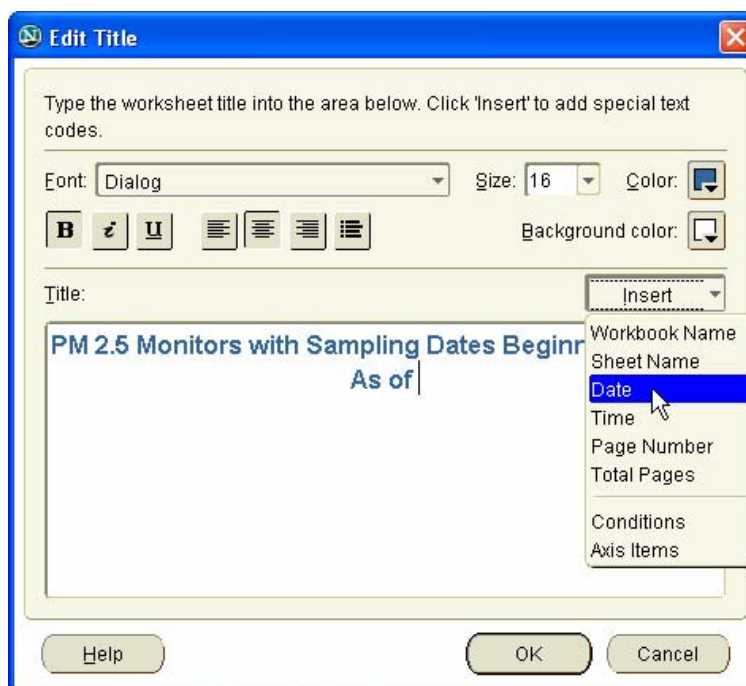 Edit Title
Type the worksheet title into the area below. Click 'Insert' to add special text
codes.
Font: Dialog Size: 16 Color:
B i U Background color:
Title: Insert
PM 2.5 Monitors with Sampling Dates
As of
Workbook Name
Sheet Name
Date
Time
Page Number
Total Pages
Conditions
Axis Items
Help OK Cancel